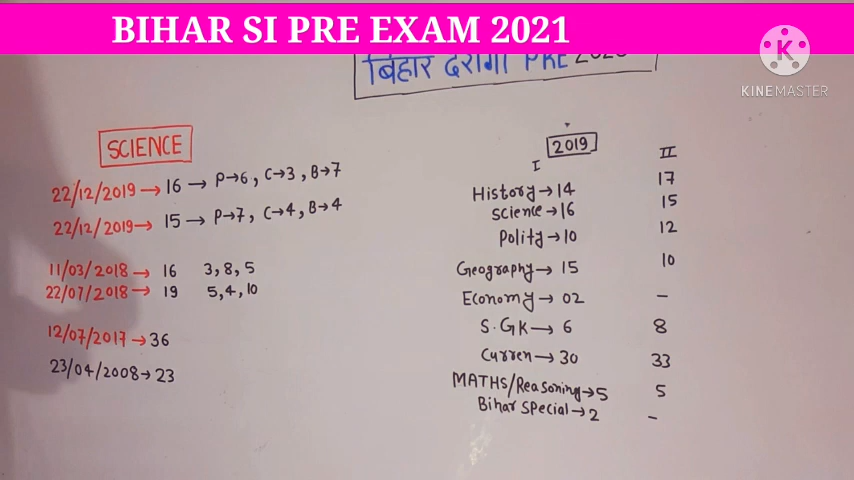 BIHAR SI PRE EXAM 2021
बिहार दरोगा PRE 2020
KINEMASTER
SCIENCE
22/12/2019 → 16 → P→6, C→3, B→7
22/12/2019 → 15 → P→7, C→4, B→4
11/03/2018 → 16 3, 8, 5
22/07/2018 → 19 5, 4, 10
12/07/2017 → 36
23/04/2008 → 23
2019
I II
History → 14 17
Science → 16 15
Polity → 10 12
Geography → 15 10
Economy → 02 –
S.GK → 6 8
Curren → 30 33
MATHS/Reasoning → 5 5
Bihar Special → 2 –